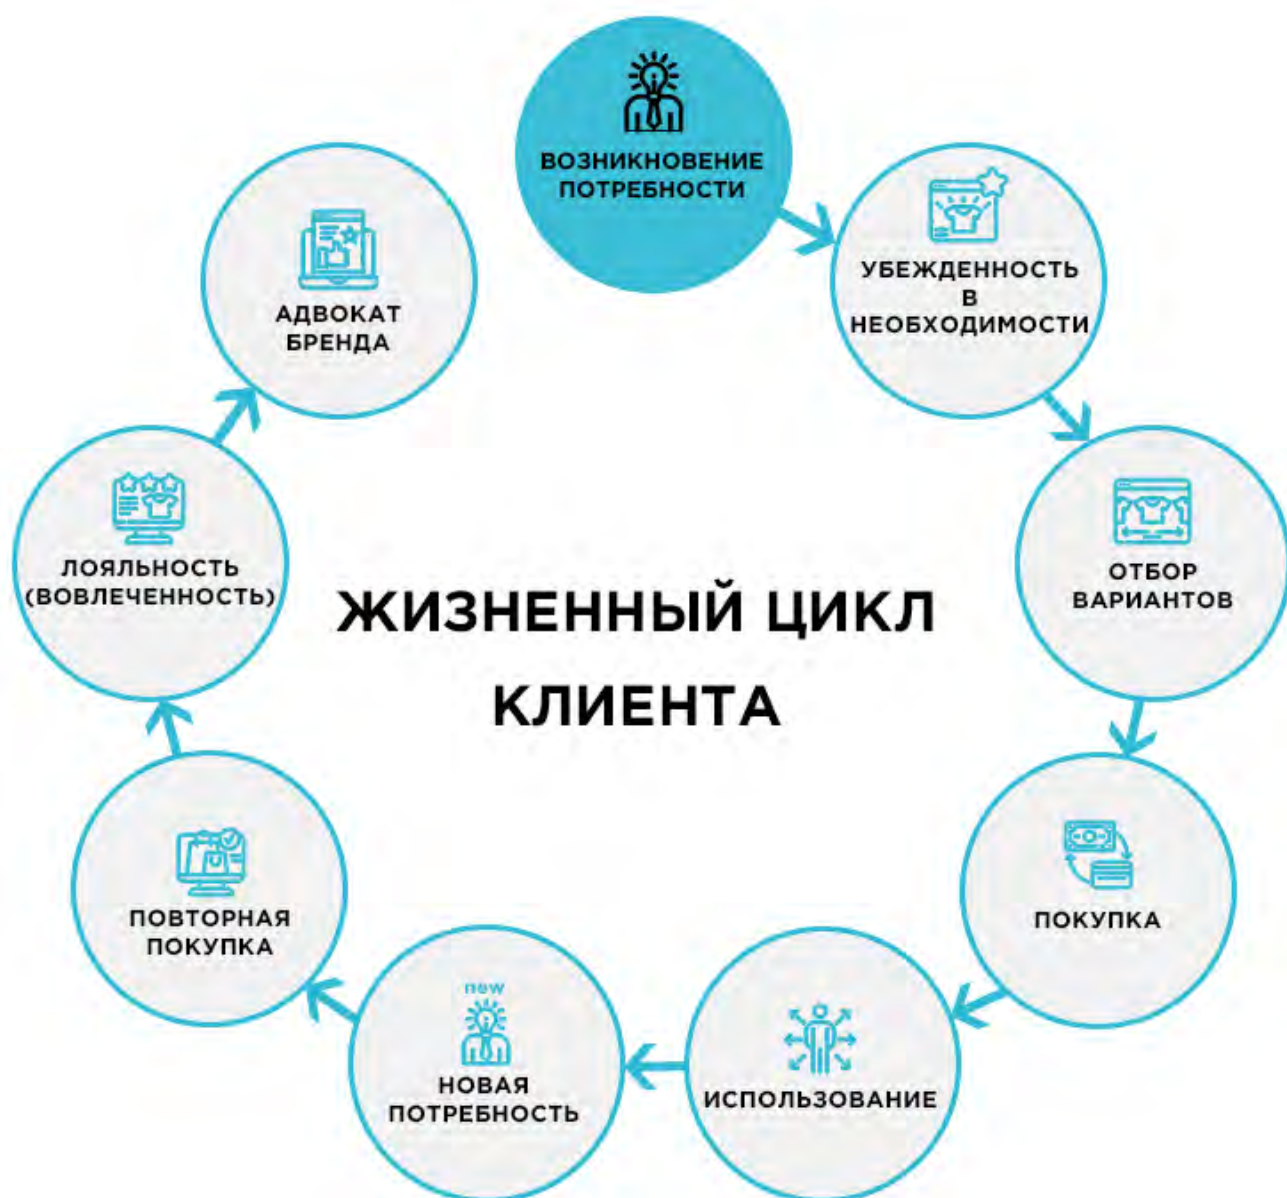 ВОЗНИКНОВЕНИЕ
ПОТРЕБНОСТИ
УБЕЖДЕННОСТЬ
В
НЕОБХОДИМОСТИ
ОТБОР
ВАРИАНТОВ
ПОКУПКА
ИСПОЛЬЗОВАНИЕ
new
НОВАЯ
ПОТРЕБНОСТЬ
ПОВТОРНАЯ
ПОКУПКА
ЛОЯЛЬНОСТЬ
(ВОВЛЕЧЕННОСТЬ)
АДВОКАТ
БРЕНДА
ЖИЗНЕННЫЙ ЦИКЛ
КЛИЕНТА